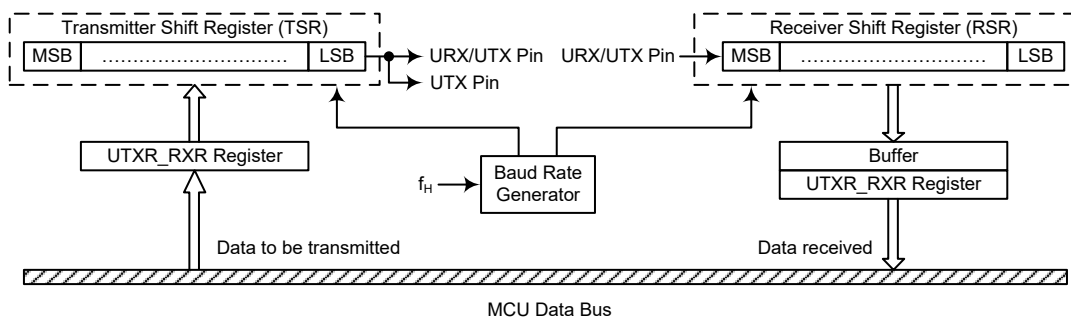 Transmitter Shift Register (TSR)
MSB ………………………… LSB
URX/UTX Pin
UTX Pin
Receiver Shift Register (RSR)
URX/UTX Pin
MSB ………………………… LSB
UTXR_RXR Register
Baud Rate
Generator
fH
Buffer
UTXR_RXR Register
Data to be transmitted
Data received
MCU Data Bus